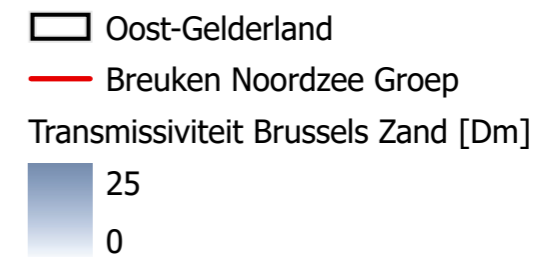 Oost-Gelderland
Breuken Noordzee Groep
Transmissiviteit Brussels Zand [Dm]
25
0